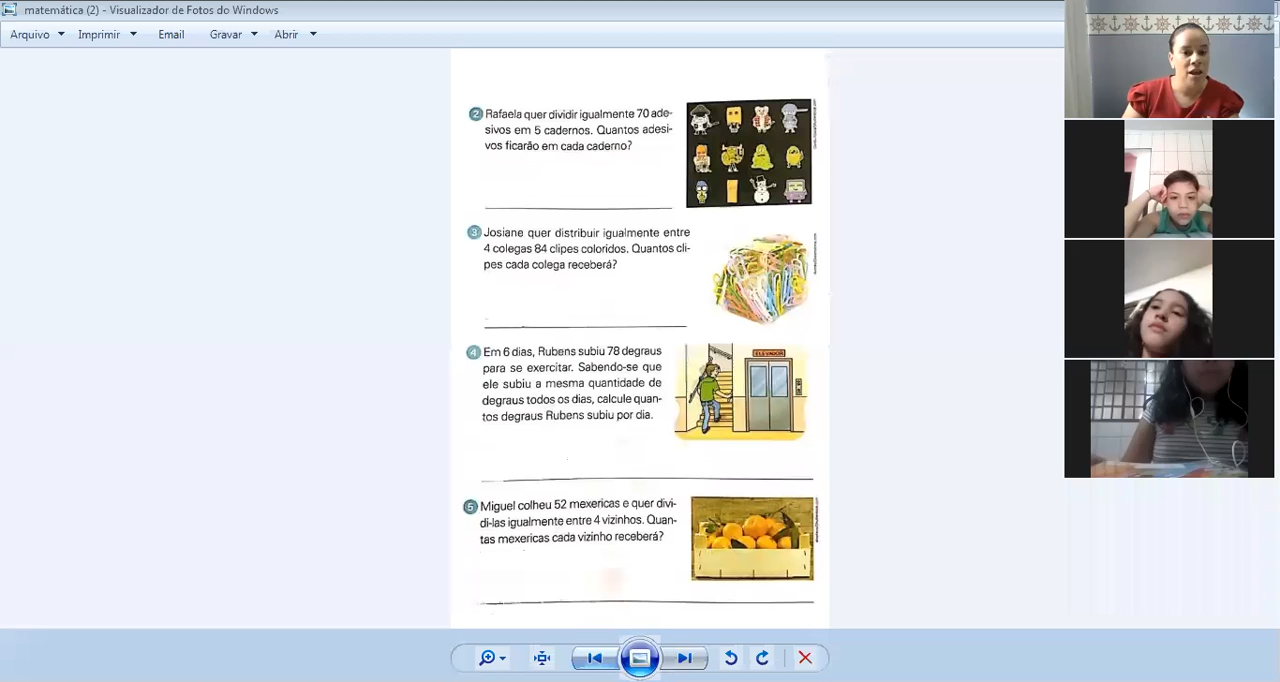 matemática (2) - Visualizador de Fotos do Windows
Arquivo Imprimir Email Gravar Abrir
2 Rafaela quer dividir igualmente 70 ade-
sivos em 5 cadernos. Quantos adesi-
vos ficarão em cada caderno?
3 Josiane quer distribuir igualmente entre
4 colegas 84 clipes coloridos. Quantos cli-
pes cada colega receberá?
4 Em 6 dias, Rubens subiu 78 degraus
para se exercitar. Sabendo-se que
ele subiu a mesma quantidade de
degraus todos os dias, calcule quan-
tos degraus Rubens subiu por dia.
ELEVADOR
5 Miguel colheu 52 mexericas e quer divi-
di-las igualmente entre 4 vizinhos. Quan-
tas mexericas cada vizinho receberá?